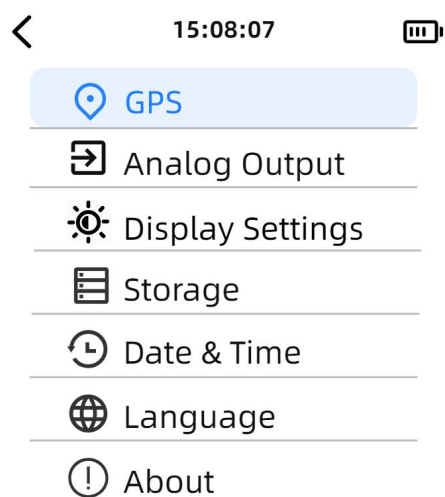 15:08:07
GPS
Analog Output
Display Settings
Storage
Date & Time
Language
About